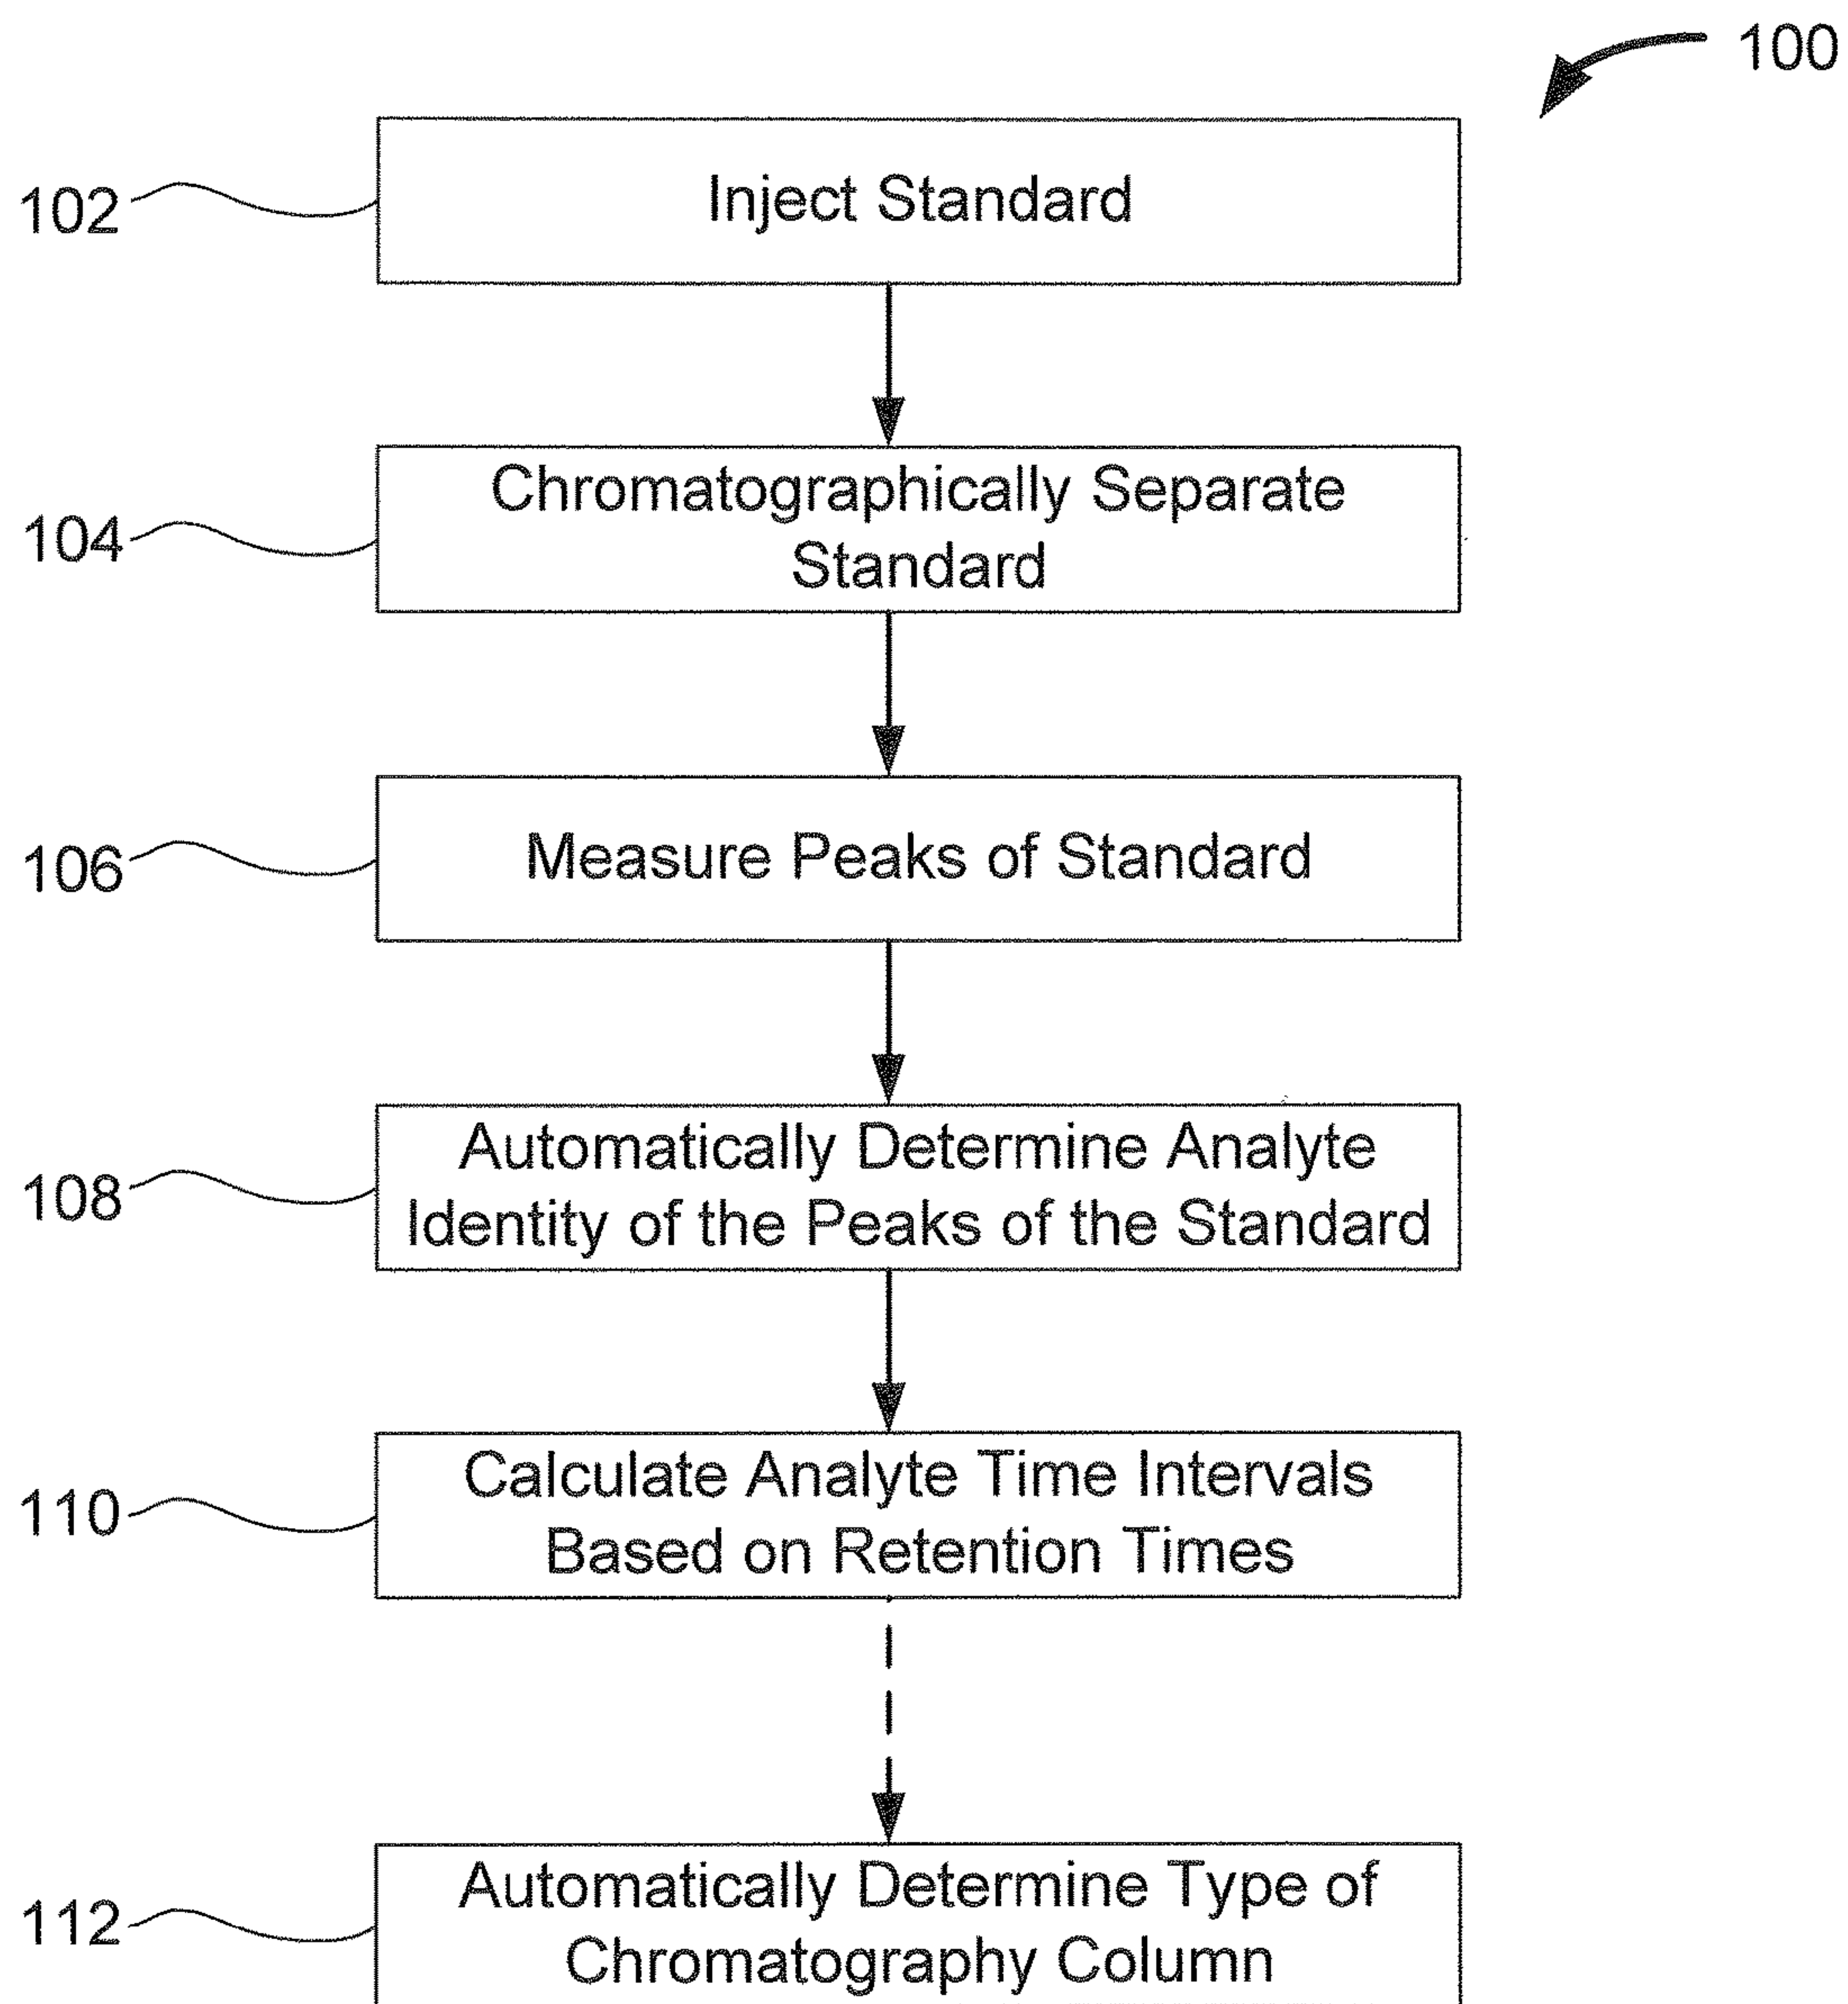 100
102
Inject Standard
104
Chromatographically Separate
Standard
106
Measure Peaks of Standard
108
Automatically Determine Analyte
Identity of the Peaks of the Standard
110
Calculate Analyte Time Intervals
Based on Retention Times
112
Automatically Determine Type of
Chromatography Column